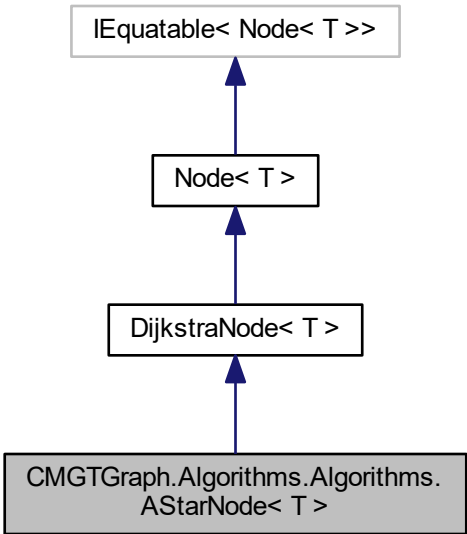 IEquatable< Node< T >>
Node< T >
DijkstraNode< T >
CMGTGraph.Algorithms.Algorithms.
AStarNode< T >